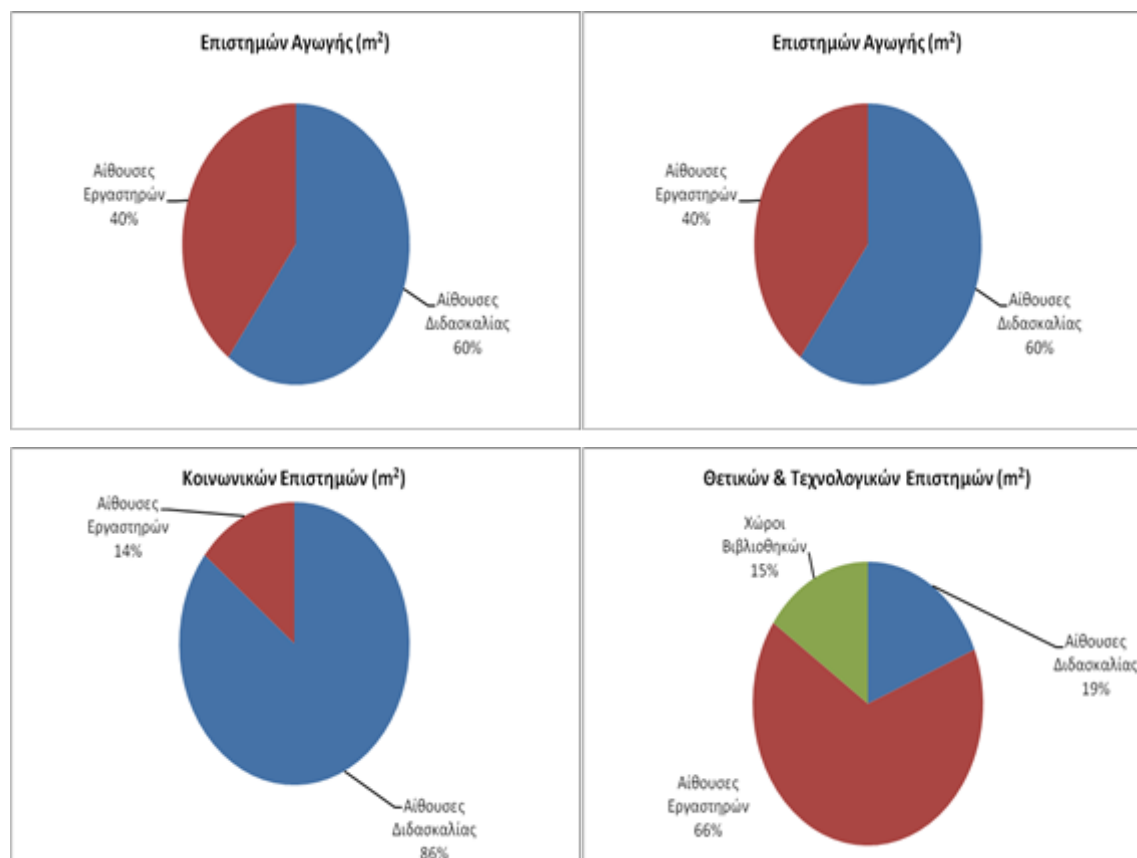 Επιστημών Αγωγής (m²)
Αίθουσες
Εργαστηρών
40%
Αίθουσες
Διδασκαλίας
60%
Επιστημών Αγωγής (m²)
Αίθουσες
Εργαστηρών
40%
Αίθουσες
Διδασκαλίας
60%
Κοινωνικών Επιστημών (m²)
Αίθουσες
Εργαστηρών
14%
Αίθουσες
Διδασκαλίας
86%
Θετικών & Τεχνολογικών Επιστημών (m²)
Χώροι
Βιβλιοθηκών
15%
Αίθουσες
Διδασκαλίας
19%
Αίθουσες
Εργαστηρών
66%